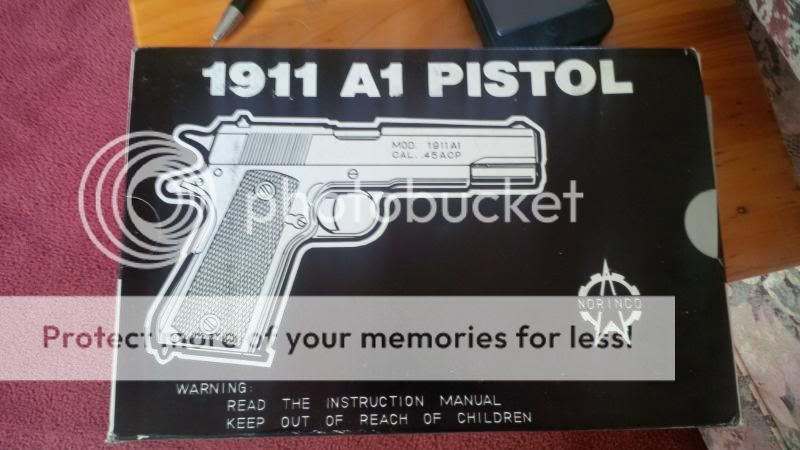 1911 A1 PISTOL
MOD. 1911A1
CAL. .45ACP
photobucket
NORINCO
Protect more of your memories for less!
WARNING:
READ THE INSTRUCTION MANUAL
KEEP OUT OF REACH OF CHILDREN